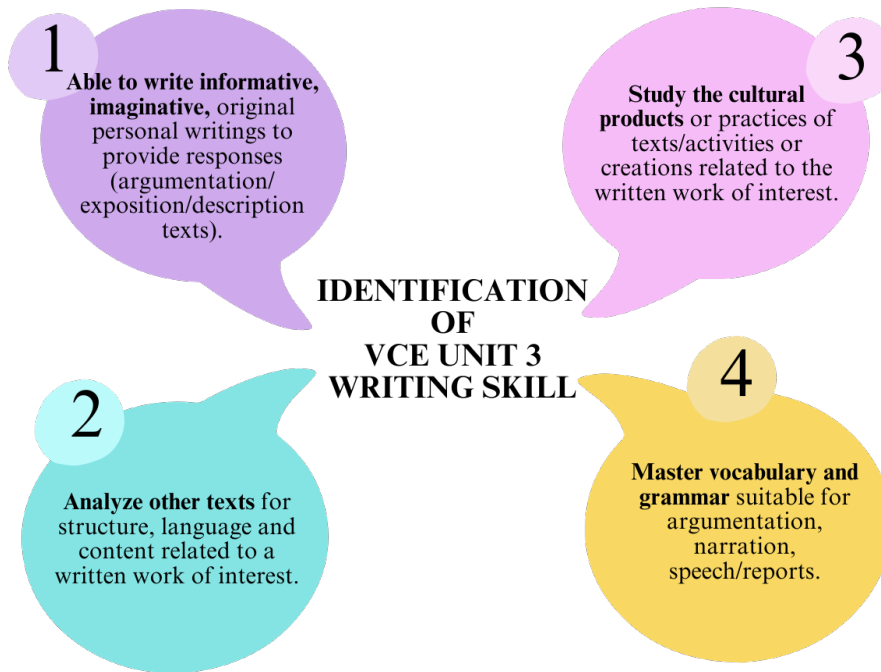 1
Able to write informative,
imaginative, original
personal writings to
provide responses
(argumentation/
exposition/description
texts).
3
Study the cultural
products or practices of
texts/activities or
creations related to the
written work of interest.
IDENTIFICATION
OF
VCE UNIT 3
WRITING SKILL
2
Analyze other texts for
structure, language and
content related to a
written work of interest.
4
Master vocabulary and
grammar suitable for
argumentation,
narration,
speech/reports.